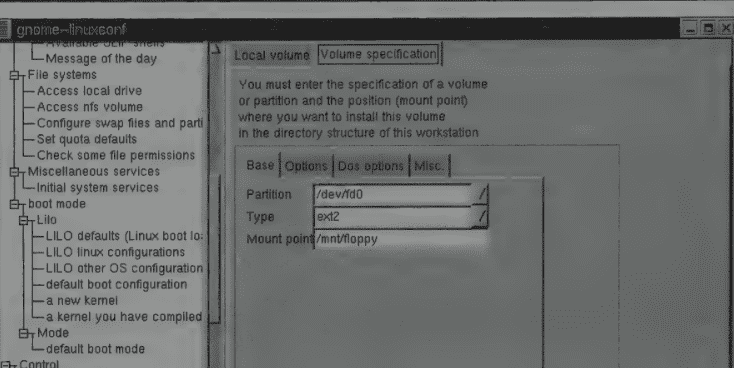 gnome-linuxconf
Message of the day
File systems
Access local drive
Access nfs volume
Configure swap files and parti
Set quota defaults
Check some file permissions
Miscellaneous services
Initial system services
boot mode
Lilo
LILO defaults (Linux boot lo
LILO linux configurations
LILO other OS configuration
default boot configuration
a new kernel
a kernel you have compiled
Mode
default boot mode
Control
Local volume Volume specification
You must enter the specification of a volume
or partition and the position (mount point)
where you want to install this volume
in the directory structure of this workstation
Base Options Dos options Misc.
Partition /dev/fd0
Type ext2
Mount point /mnt/floppy